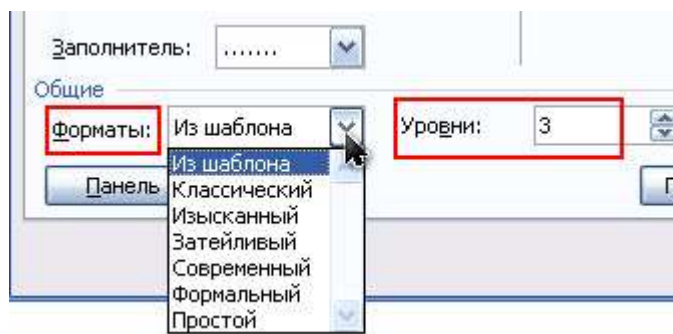 Заполнитель: .......
Общие
Форматы: Из шаблона Уровни: 3
Из шаблона
Панель Классический
Изысканный
Затейливый
Современный
Формальный
Простой